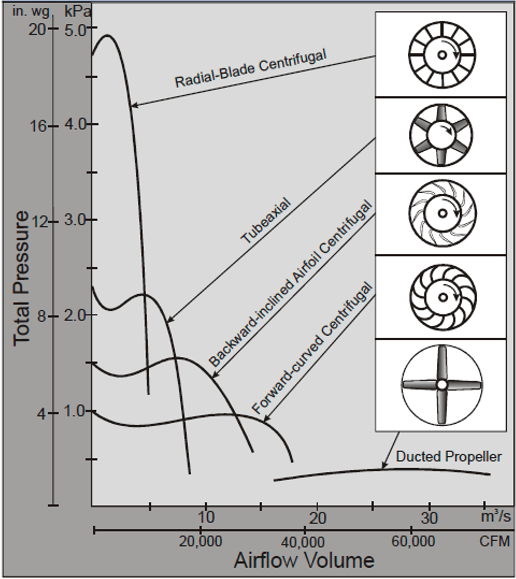 in. wg
kPa
20
5.0
Radial-Blade Centrifugal
16
4.0
Tubeaxial
12
3.0
Backward-inclined Airfoil Centrifugal
Total Pressure
8
2.0
Forward-curved Centrifugal
4
1.0
Ducted Propeller
10 20 30 m³/s
20,000 40,000 60,000 CFM
Airflow Volume